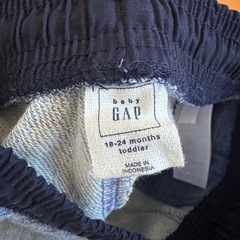 baby
GAP
18-24 months
toddler
MADE IN
INDONESIA